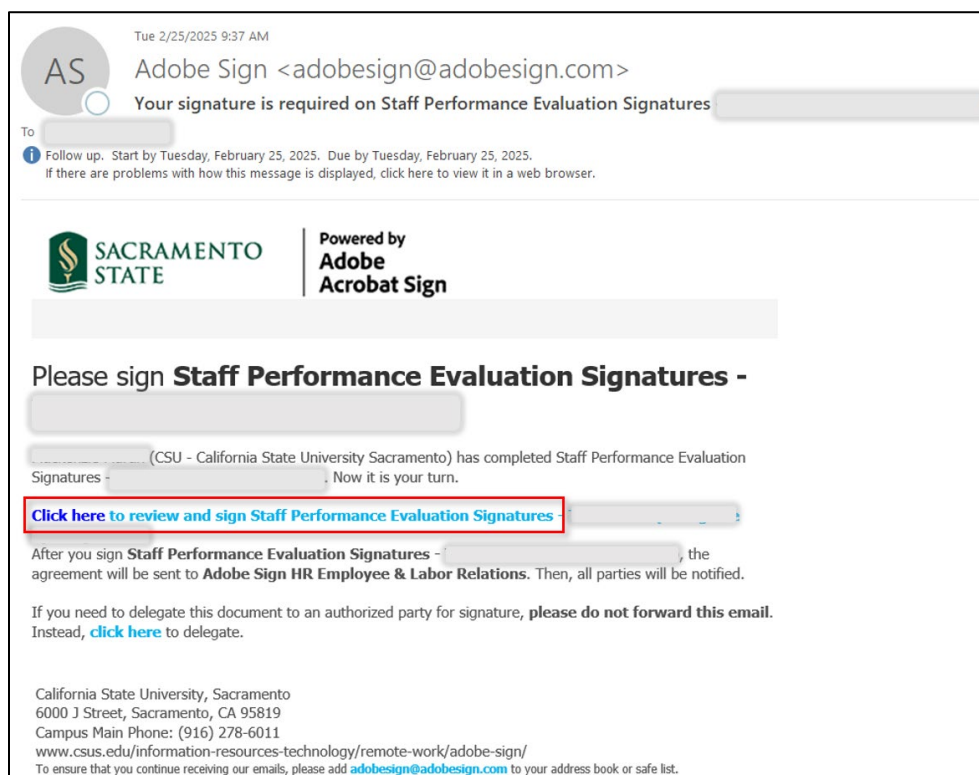 Tue 2/25/2025 9:37 AM
AS
Adobe Sign <adobesign@adobesign.com>
Your signature is required on Staff Performance Evaluation Signatures -
To
Follow up. Start by Tuesday, February 25, 2025. Due by Tuesday, February 25, 2025.
If there are problems with how this message is displayed, click here to view it in a web browser.
SACRAMENTO
STATE
Powered by
Adobe
Acrobat Sign
Please sign Staff Performance Evaluation Signatures -
(CSU - California State University Sacramento) has completed Staff Performance Evaluation
Signatures - . Now it is your turn.
Click here to review and sign Staff Performance Evaluation Signatures -
After you sign Staff Performance Evaluation Signatures - , the
agreement will be sent to Adobe Sign HR Employee & Labor Relations. Then, all parties will be notified.
If you need to delegate this document to an authorized party for signature, please do not forward this email.
Instead, click here to delegate.
California State University, Sacramento
6000 J Street, Sacramento, CA 95819
Campus Main Phone: (916) 278-6011
www.csus.edu/information-resources-technology/remote-work/adobe-sign/
To ensure that you continue receiving our emails, please add adobesign@adobesign.com to your address book or safe list.